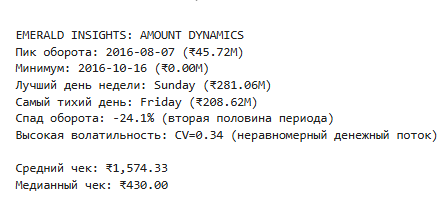 EMERALD INSIGHTS: AMOUNT DYNAMICS
Пик оборота: 2016-08-07 (₹45.72M)
Минимум: 2016-10-16 (₹0.00M)
Лучший день недели: Sunday (₹281.06M)
Самый тихий день: Friday (₹208.62M)
Спад оборота: -24.1% (вторая половина периода)
Высокая волатильность: CV=0.34 (неравномерный денежный поток)
Средний чек: ₹1,574.33
Медианный чек: ₹430.00